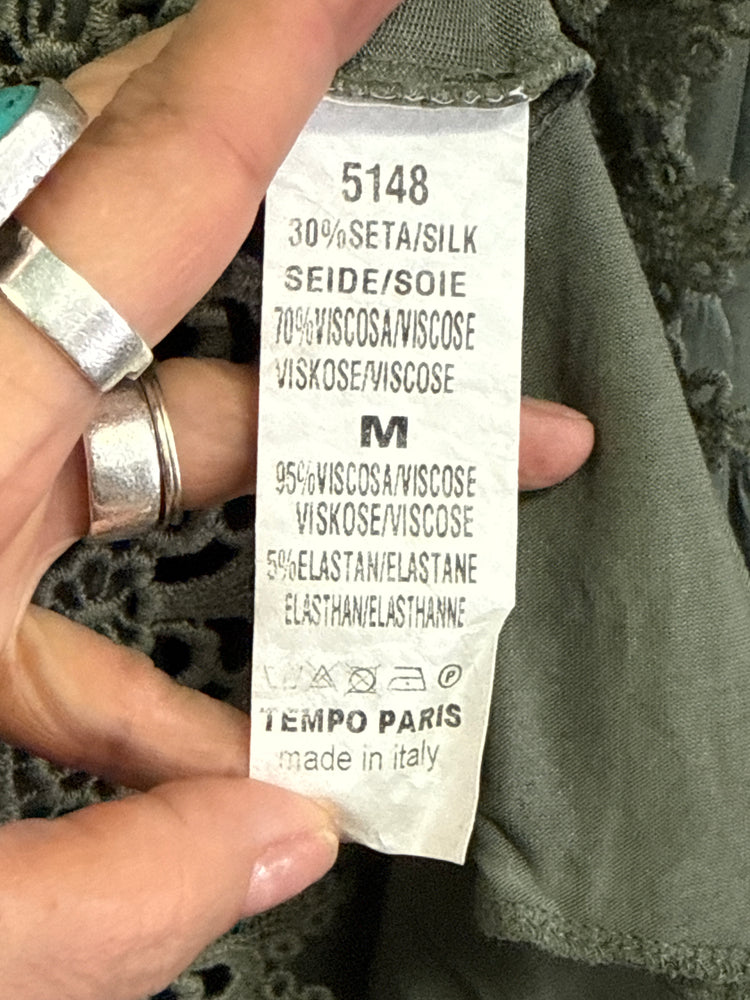 5148
30%SETA/SILK
SEIDE/SOIE
70%VISCOSA/VISCOSE
VISKOSE/VISCOSE
M
95%VISCOSA/VISCOSE
VISKOSE/VISCOSE
5%ELASTAN/ELASTANE
ELASTHAN/ELASTHANNE
P
TEMPO PARIS
made in italy